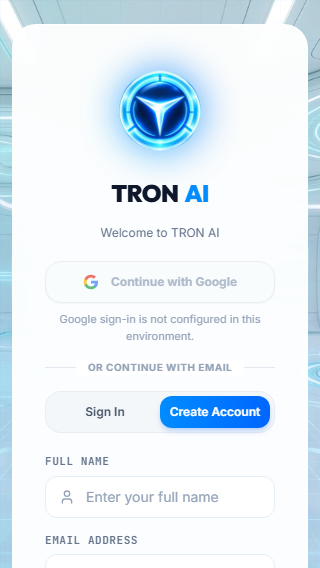 TRON AI
Welcome to TRON AI
Continue with Google
Google sign-in is not configured in this
environment.
OR CONTINUE WITH EMAIL
Sign In
Create Account
FULL NAME
Enter your full name
EMAIL ADDRESS